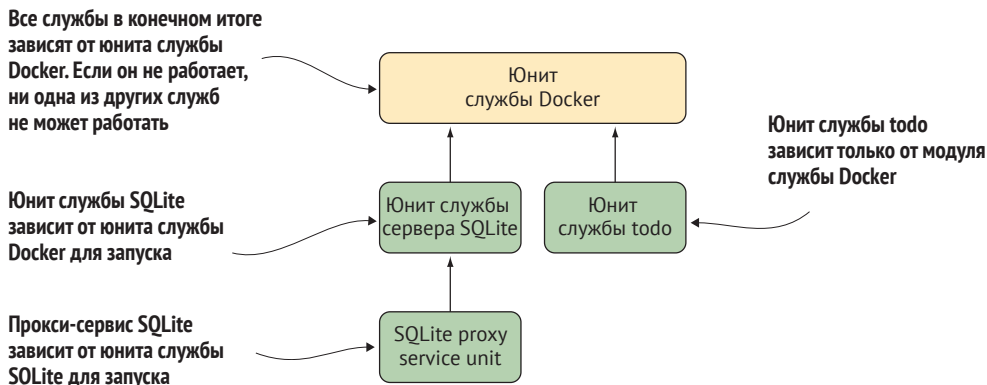 Все службы в конечном итоге
зависят от юнита службы
Docker. Если он не работает,
ни одна из других служб
не может работать
Юнит
службы Docker
Юнит службы todo
зависит только от модуля
службы Docker
Юнит службы SQLite
зависит от юнита службы
Docker для запуска
Юнит службы
сервера SQLite
Юнит
службы todo
Прокси-сервис SQLite
зависит от юнита службы
SQLite для запуска
SQLite proxy
service unit